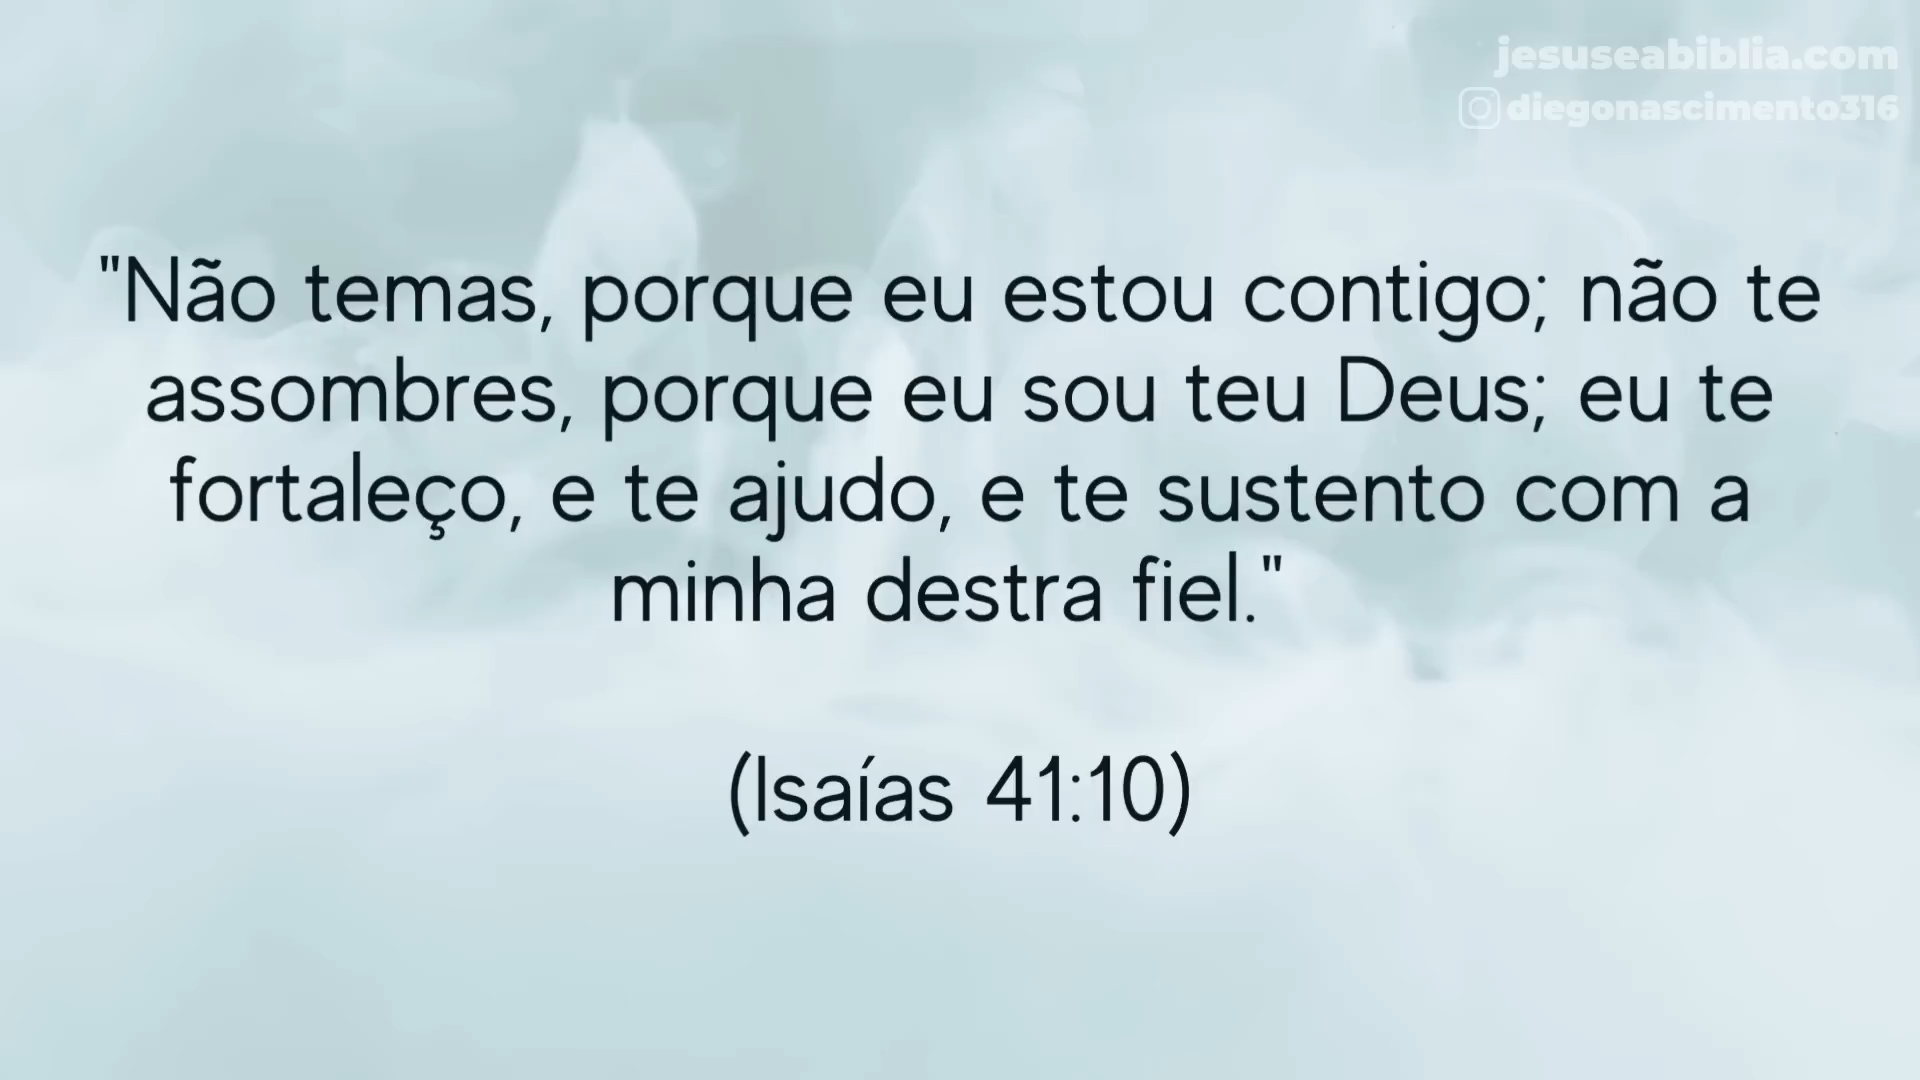 jesuseabiblia.com
diegonascimento316
"Não temas, porque eu estou contigo; não te
assombres, porque eu sou teu Deus; eu te
fortaleço, e te ajudo, e te sustento com a
minha destra fiel."
(Isaías 41:10)